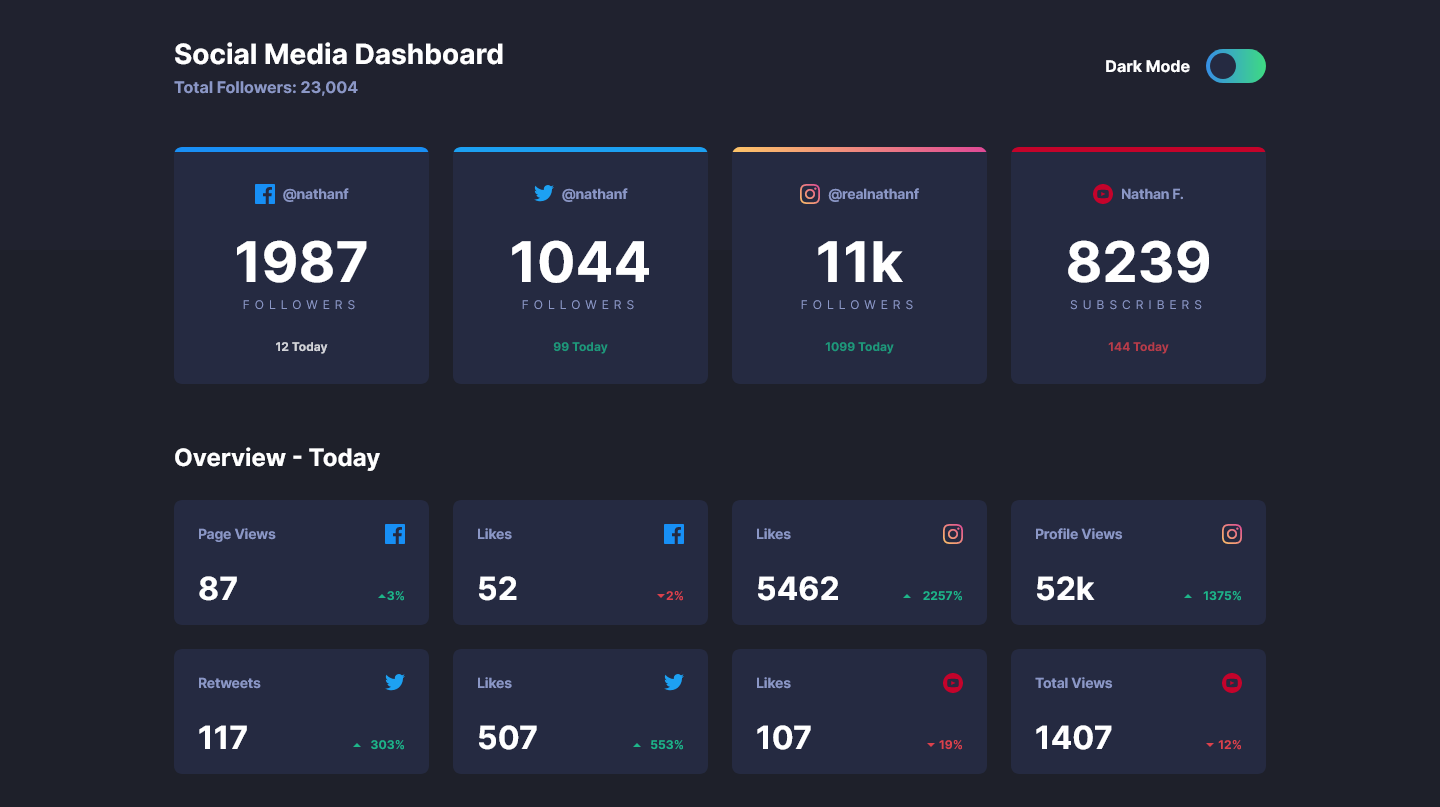 Social Media Dashboard
Total Followers: 23,004
Dark Mode
@nathanf
1987
FOLLOWERS
12 Today
@nathanf
1044
FOLLOWERS
99 Today
@realnathanf
11k
FOLLOWERS
1099 Today
Nathan F.
8239
SUBSCRIBERS
144 Today
Overview - Today
Page Views
87
3%
Likes
52
2%
Likes
5462
2257%
Profile Views
52k
1375%
Retweets
117
303%
Likes
507
553%
Likes
107
19%
Total Views
1407
12%